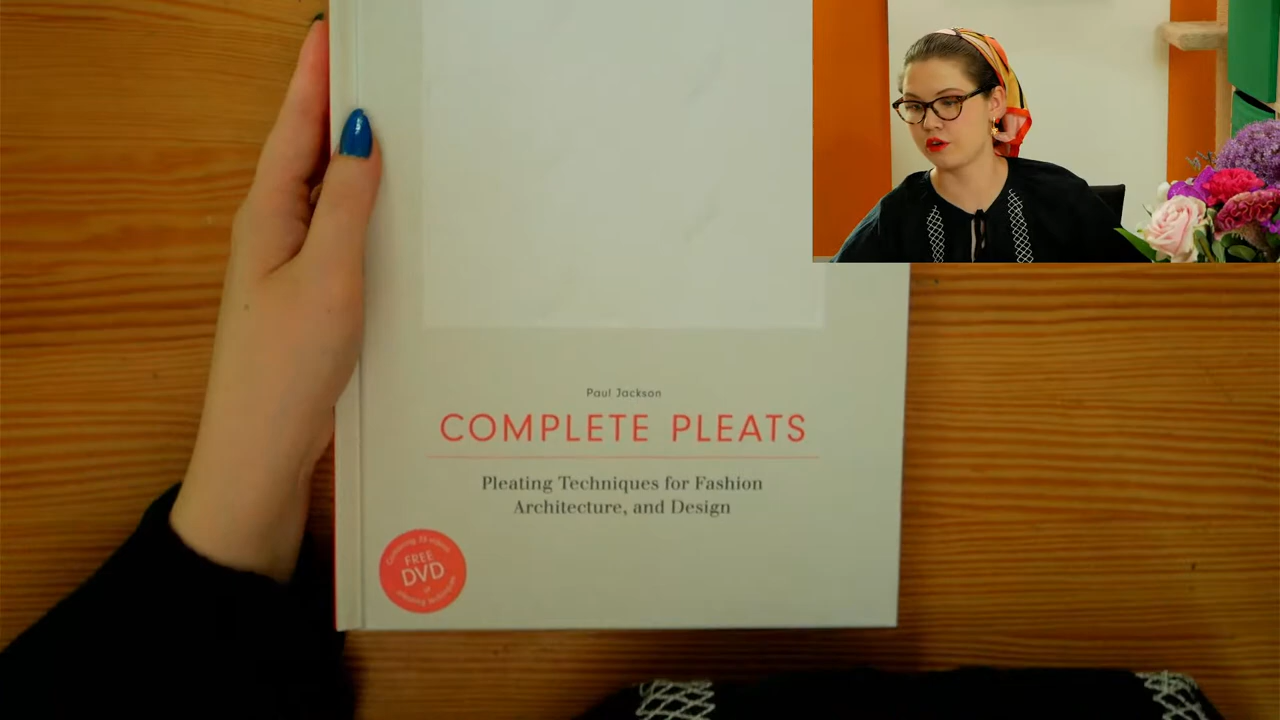 Paul Jackson
COMPLETE PLEATS
Pleating Techniques for Fashion
Architecture, and Design
FREE
DVD